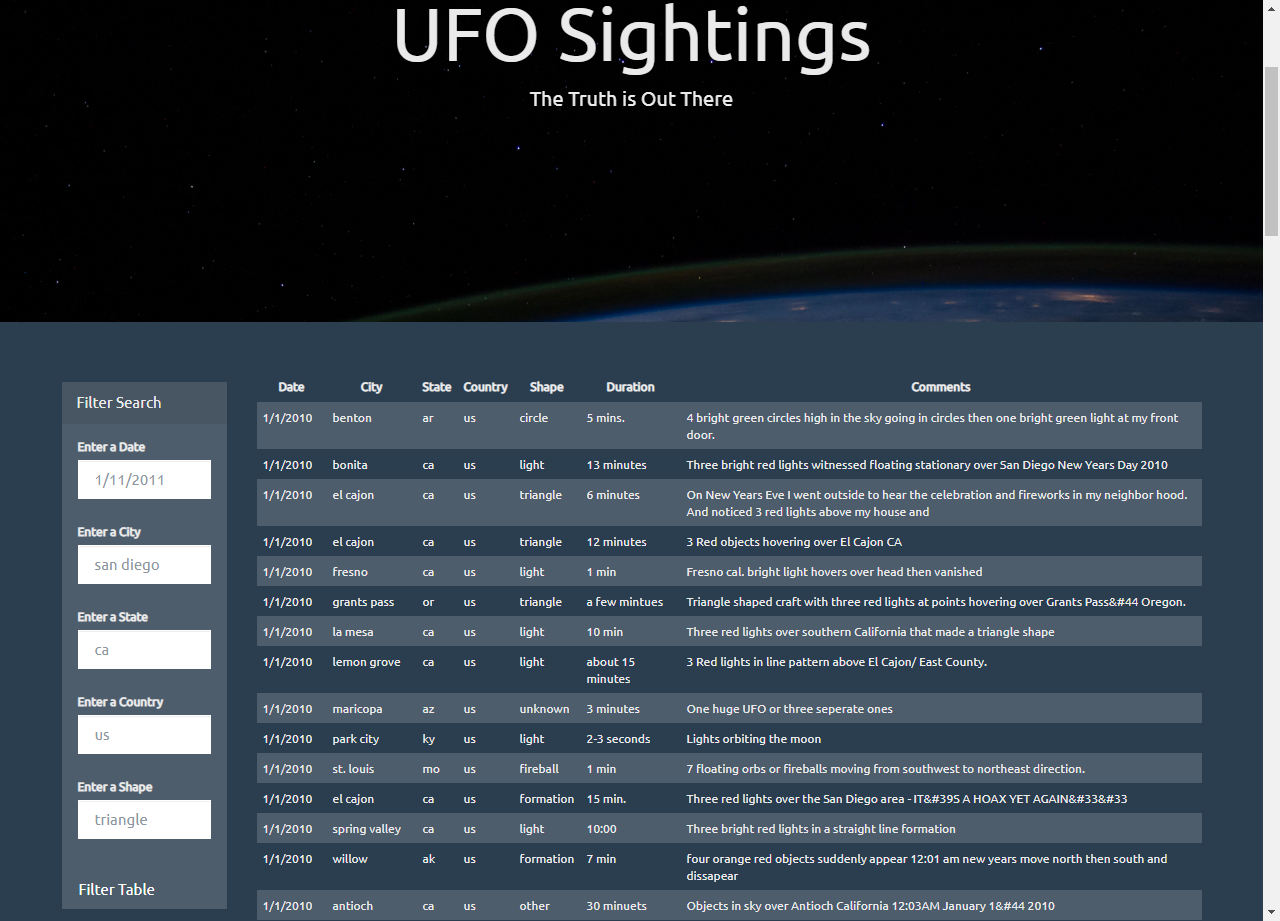 UFO Sightings
The Truth is Out There
Filter Search
Enter a Date
1/11/2011
Enter a City
san diego
Enter a State
ca
Enter a Country
us
Enter a Shape
triangle
Filter Table
Date City State Country Shape Duration Comments
1/1/2010 benton ar us circle 5 mins. 4 bright green circles high in the sky going in circles then one bright green light at my front
door.
1/1/2010 bonita ca us light 13 minutes Three bright red lights witnessed floating stationary over San Diego New Years Day 2010
1/1/2010 el cajon ca us triangle 6 minutes On New Years Eve I went outside to hear the celebration and fireworks in my neighbor hood.
And noticed 3 red lights above my house and
1/1/2010 el cajon ca us triangle 12 minutes 3 Red objects hovering over El Cajon CA
1/1/2010 fresno ca us light 1 min Fresno cal. bright light hovers over head then vanished
1/1/2010 grants pass or us triangle a few mintues Triangle shaped craft with three red lights at points hovering over Grants Pass&#44 Oregon.
1/1/2010 la mesa ca us light 10 min Three red lights over southern California that made a triangle shape
1/1/2010 lemon grove ca us light about 15 3 Red lights in line pattern above El Cajon/ East County.
minutes
1/1/2010 maricopa az us unknown 3 minutes One huge UFO or three seperate ones
1/1/2010 park city ky us light 2-3 seconds Lights orbiting the moon
1/1/2010 st. louis mo us fireball 1 min 7 floating orbs or fireballs moving from southwest to northeast direction.
1/1/2010 el cajon ca us formation 15 min. Three red lights over the San Diego area - IT&#39S A HOAX YET AGAIN&#33&#33
1/1/2010 spring valley ca us light 10:00 Three bright red lights in a straight line formation
1/1/2010 willow ak us formation 7 min four orange red objects suddenly appear 12:01 am new years move north then south and
dissapear
1/1/2010 antioch ca us other 30 minuets Objects in sky over Antioch California 12:03AM January 1&#44 2010